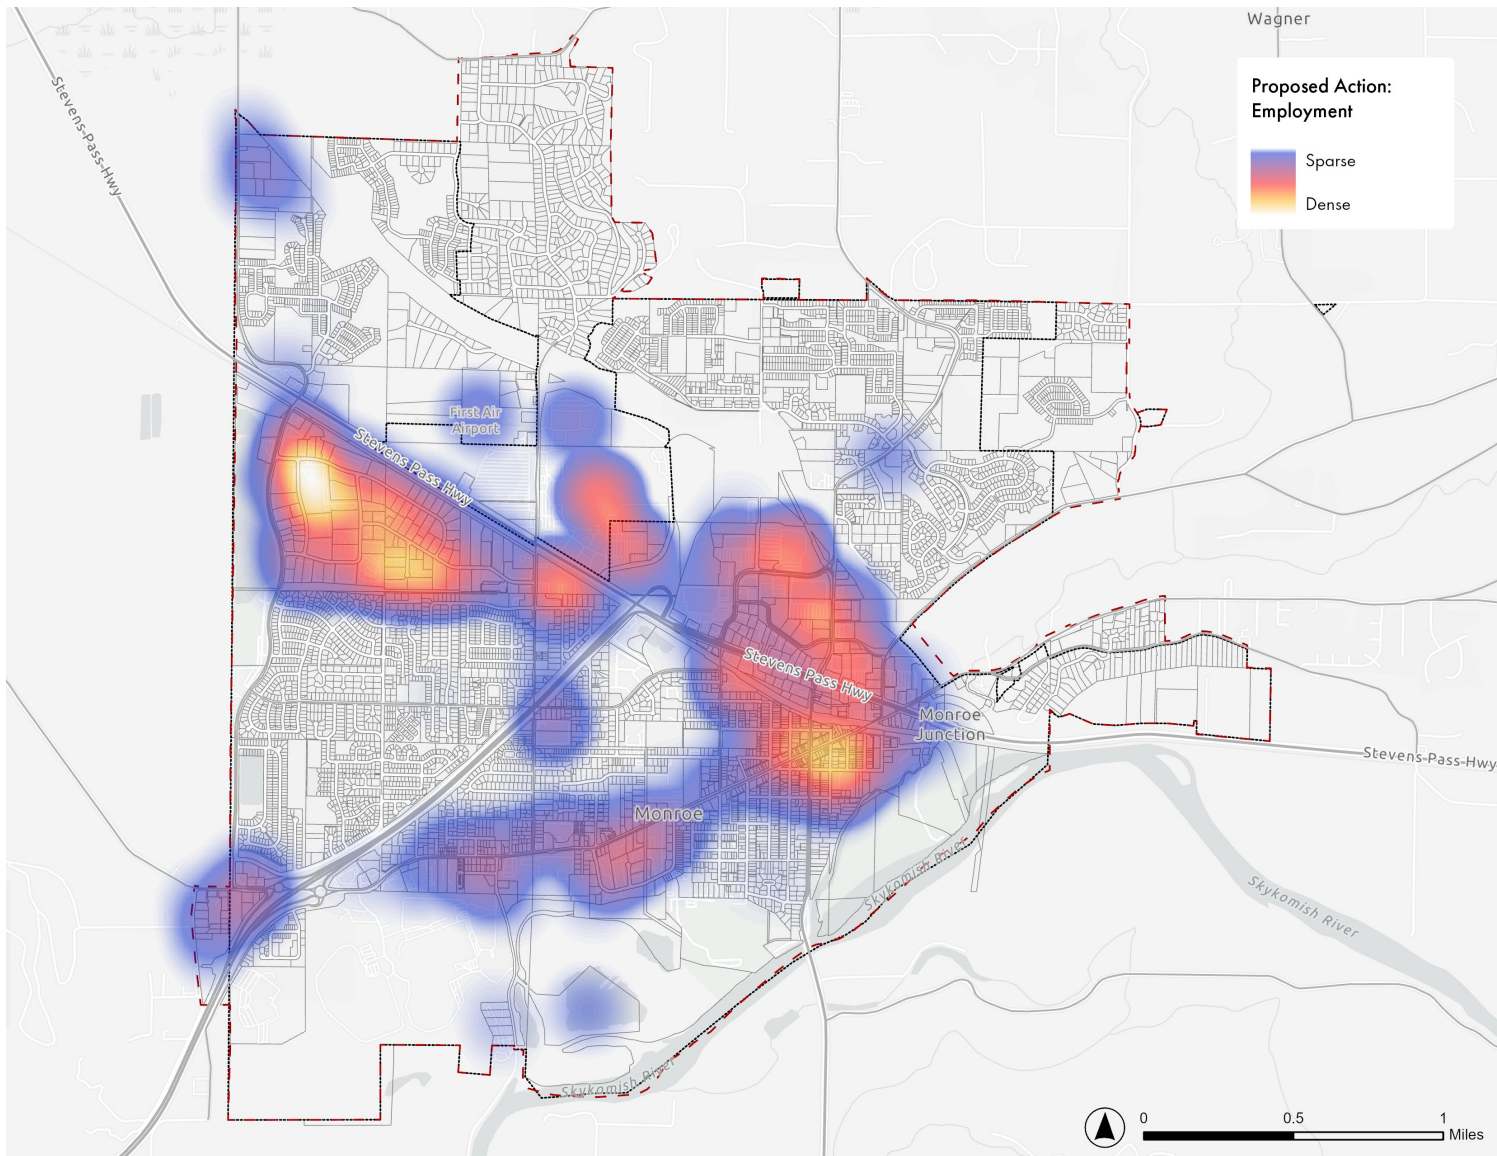 Wagner
Proposed Action:
Employment
Sparse
Dense
Stevens Pass Hwy
First Air
Airport
Stevens Pass Hwy
Stevens Pass Hwy
Monroe
Junction
Stevens Pass Hwy
Monroe
Skykomish River
Skykomish River
Skykomish River
0
0.5
1
Miles